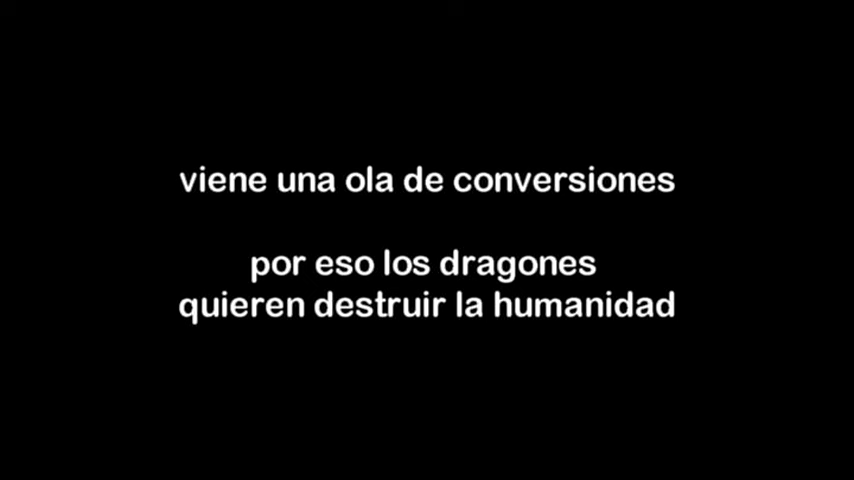 viene una ola de conversiones
por eso los dragones
quieren destruir la humanidad